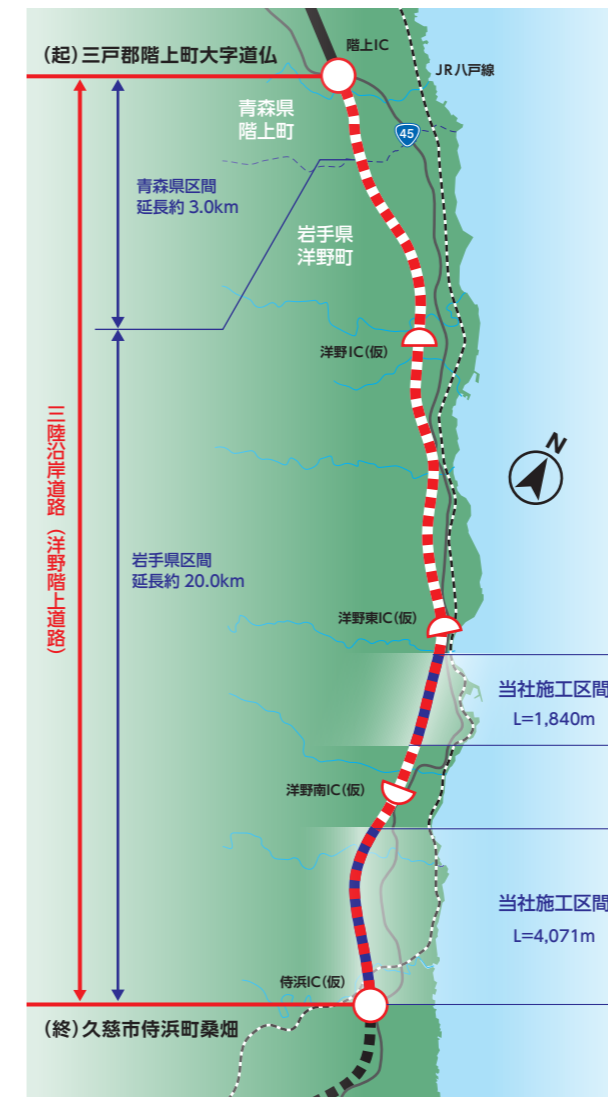 階上IC
(起)三戸郡階上町大字道仏
JR八戸線
青森県
階上町
45
青森県区間
延長約 3.0km
岩手県
洋野町
洋野IC(仮)
三陸沿岸道路(洋野階上道路)
N
岩手県区間
延長約 20.0km
洋野東IC(仮)
当社施工区間
L=1,840m
洋野南IC(仮)
当社施工区間
L=4,071m
侍浜IC(仮)
(終)久慈市侍浜町桑畑